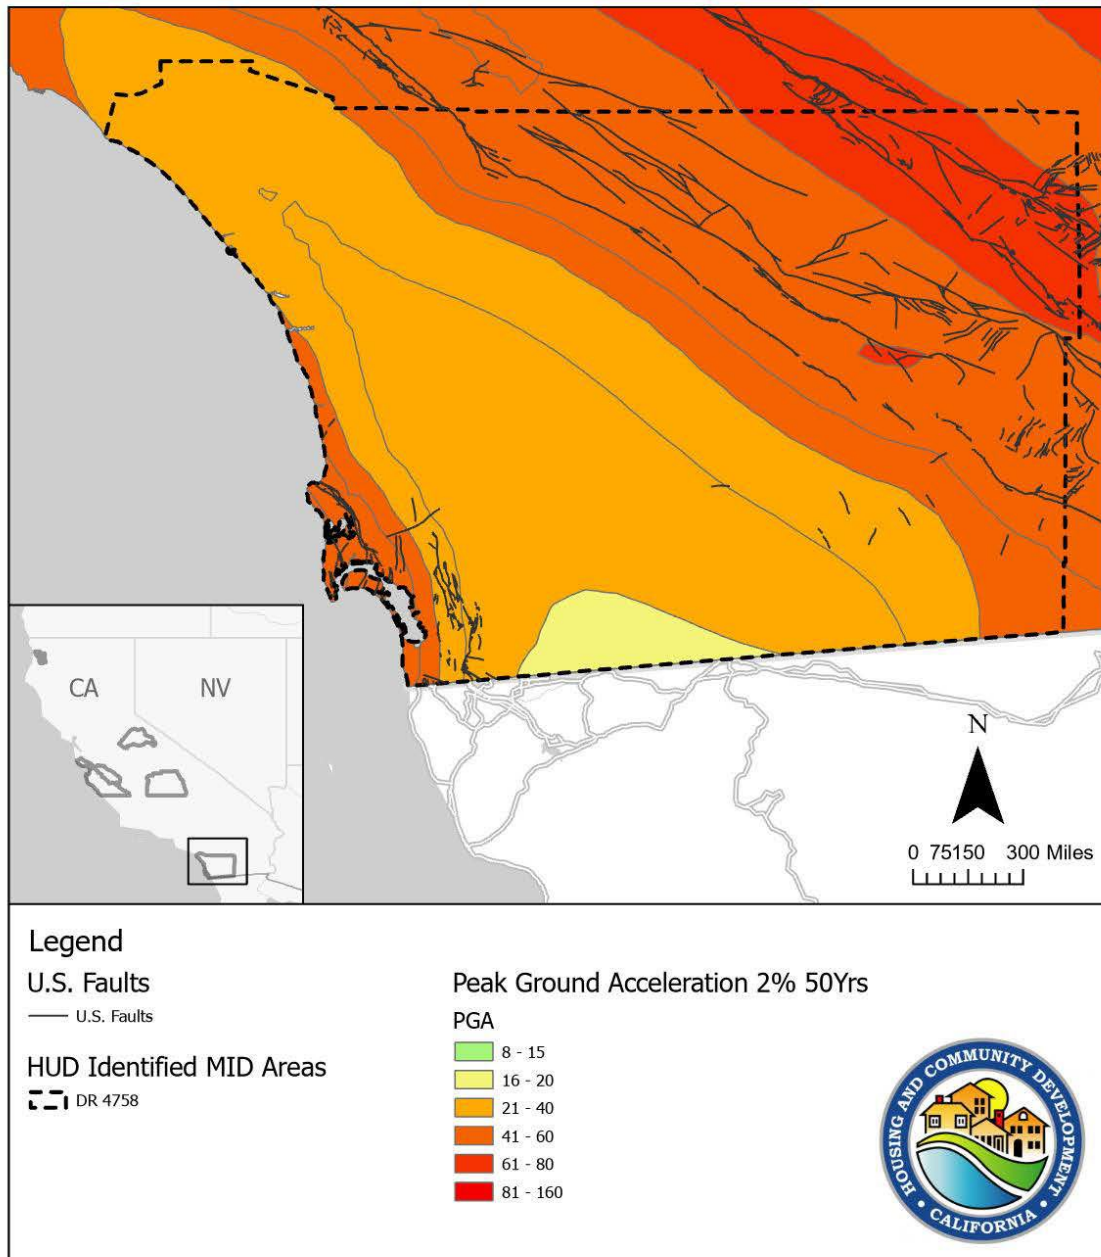 CA
NV
N
0 75150 300 Miles
Legend
U.S. Faults
U.S. Faults
HUD Identified MID Areas
DR 4758
Peak Ground Acceleration 2% 50Yrs
PGA
8 - 15
16 - 20
21 - 40
41 - 60
61 - 80
81 - 160
HOUSING AND COMMUNITY DEVELOPMENT
• CALIFORNIA •